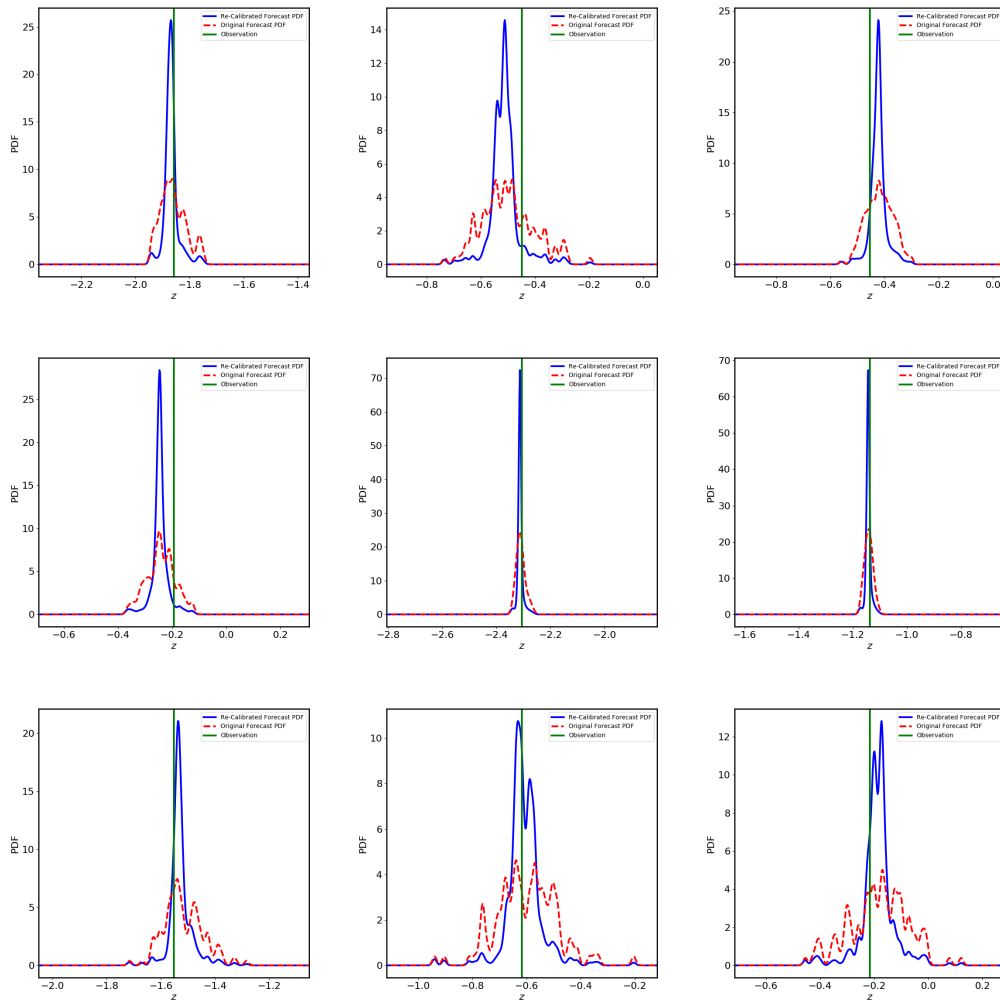 Re-Calibrated Forecast PDF
Original Forecast PDF
Observation
PDF
25
20
15
10
5
0
−2.2 −2.0 −1.8 −1.6 −1.4
z
Re-Calibrated Forecast PDF
Original Forecast PDF
Observation
PDF
14
12
10
8
6
4
2
0
−0.8 −0.6 −0.4 −0.2 0.0
z
Re-Calibrated Forecast PDF
Original Forecast PDF
Observation
PDF
25
20
15
10
5
0
−0.8 −0.6 −0.4 −0.2 0.0
z
Re-Calibrated Forecast PDF
Original Forecast PDF
Observation
PDF
25
20
15
10
5
0
−0.6 −0.4 −0.2 0.0 0.2
z
Re-Calibrated Forecast PDF
Original Forecast PDF
Observation
PDF
70
60
50
40
30
20
10
0
−2.8 −2.6 −2.4 −2.2 −2.0
z
Re-Calibrated Forecast PDF
Original Forecast PDF
Observation
PDF
70
60
50
40
30
20
10
0
−1.6 −1.4 −1.2 −1.0 −0.8
z
Re-Calibrated Forecast PDF
Original Forecast PDF
Observation
PDF
20
15
10
5
0
−2.0 −1.8 −1.6 −1.4 −1.2
z
Re-Calibrated Forecast PDF
Original Forecast PDF
Observation
PDF
10
8
6
4
2
0
−1.0 −0.8 −0.6 −0.4 −0.2
z
Re-Calibrated Forecast PDF
Original Forecast PDF
Observation
PDF
12
10
8
6
4
2
0
−0.6 −0.4 −0.2 0.0 0.2
z